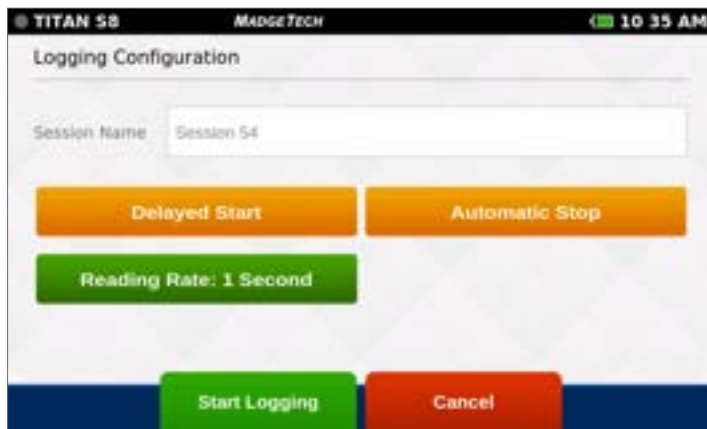 TITAN S8 MADGETECH 10 35 AM
Logging Configuration
Session Name Session 54
Delayed Start Automatic Stop
Reading Rate: 1 Second
Start Logging Cancel